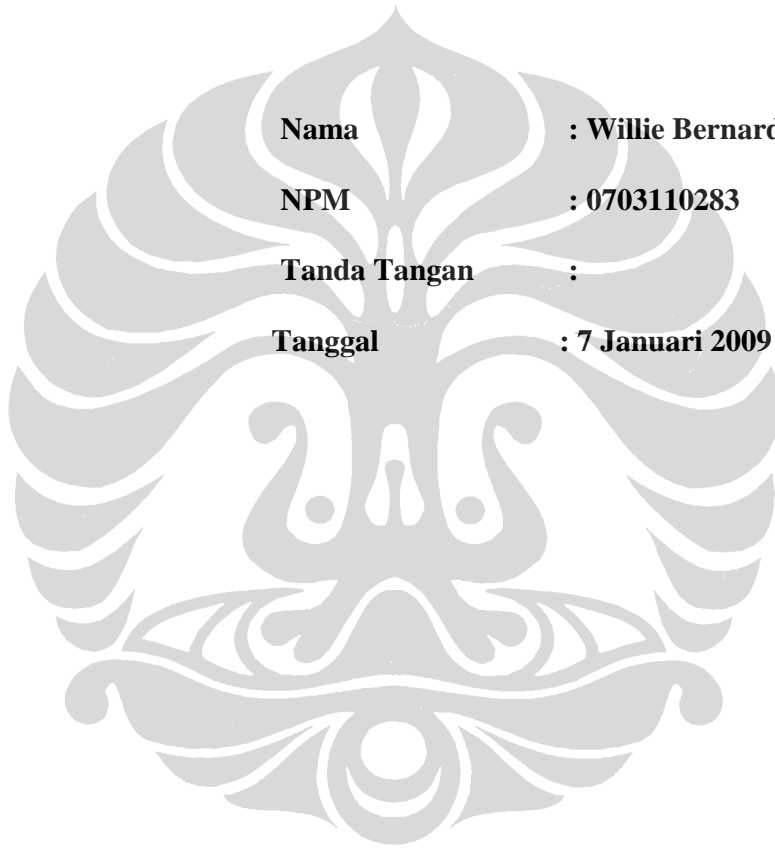 Nama : Willie Bernard
NPM : 0703110283
Tanda Tangan :
Tanggal : 7 Januari 2009